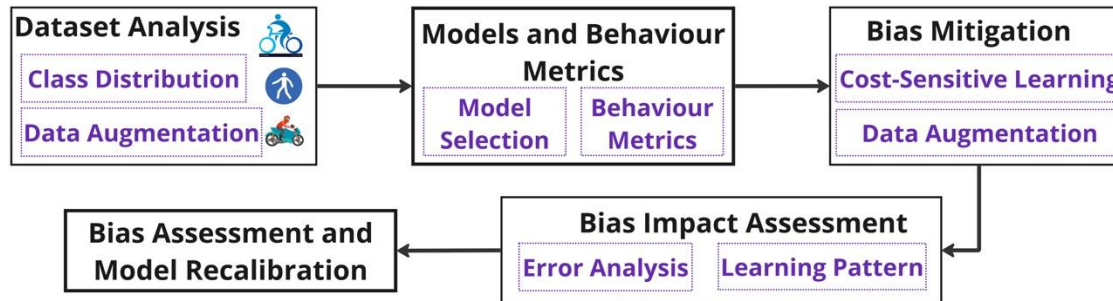 Dataset Analysis
Class Distribution
Data Augmentation
Models and Behaviour
Metrics
Model
Selection
Behaviour
Metrics
Bias Mitigation
Cost-Sensitive Learning
Data Augmentation
Bias Impact Assessment
Error Analysis
Learning Pattern
Bias Assessment and
Model Recalibration